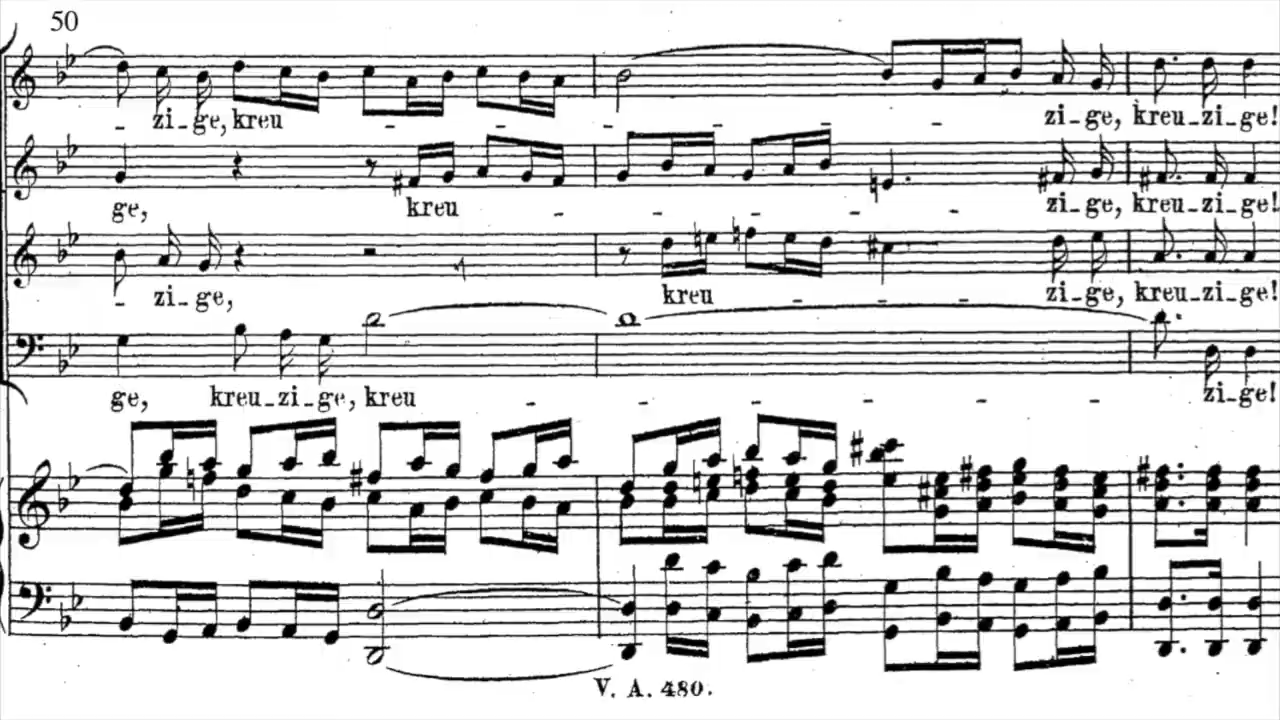 50
- zi-ge, kreu - - - - - - zi-ge, kreu-zi-ge!
ge, kreu - - - - - zi-ge, kreu-zi-ge!
- zi-ge, kreu - - - zi-ge, kreu-zi-ge!
ge, kreu-zi-ge, kreu - - - - - - zi-ge!
V. A. 480.